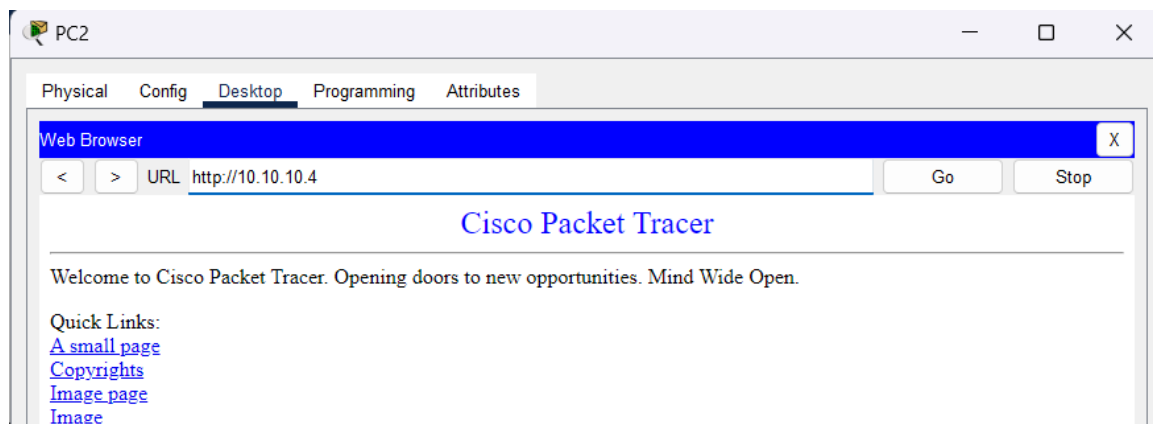 PC2
Physical Config Desktop Programming Attributes
Web Browser X
< > URL http://10.10.10.4 Go Stop
Cisco Packet Tracer
Welcome to Cisco Packet Tracer. Opening doors to new opportunities. Mind Wide Open.
Quick Links:
A small page
Copyrights
Image page
Image